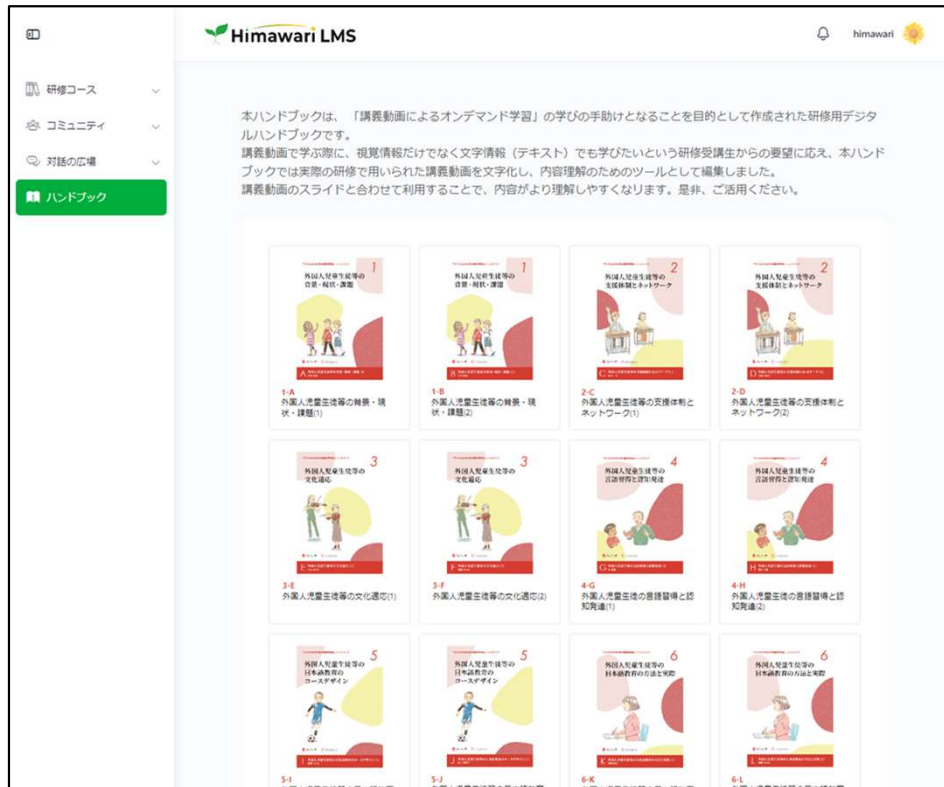 Himawari LMS
himawari
研修コース
コミュニティ
対話の広場
ハンドブック
本ハンドブックは、「講義動画によるオンデマンド学習」の学びの手助けとなることを目的として作成された研修用デジタ
ルハンドブックです。
講義動画で学ぶ際に、視覚情報だけでなく文字情報（テキスト）でも学びたいという研修受講生からの要望に応え、本ハンド
ブックでは実際の研修で用いられた講義動画を文字化し、内容理解のためのツールとして編集しました。
講義動画のスライドと合わせて利用することで、内容がより理解しやすくなります。是非、ご活用ください。
1
外国人児童生徒等の
背景・現状・課題
A
1-A
外国人児童生徒等の背景・現
状・課題(1)
1
外国人児童生徒等の
背景・現状・課題
B
1-B
外国人児童生徒等の背景・現
状・課題(2)
2
外国人児童生徒等の
支援体制とネットワーク
C
2-C
外国人児童生徒等の支援体制と
ネットワーク(1)
2
外国人児童生徒等の
支援体制とネットワーク
D
2-D
外国人児童生徒等の支援体制と
ネットワーク(2)
3
外国人児童生徒等の
文化適応
E
3-E
外国人児童生徒等の文化適応(1)
3
外国人児童生徒等の
文化適応
F
3-F
外国人児童生徒等の文化適応(2)
4
外国人児童生徒等の
言語習得と認知発達
G
4-G
外国人児童生徒の言語習得と認
知発達(1)
4
外国人児童生徒等の
言語習得と認知発達
H
4-H
外国人児童生徒の言語習得と認
知発達(2)
5
外国人児童生徒等の
日本語教育の
コースデザイン
I
5-I
5
外国人児童生徒等の
日本語教育の
コースデザイン
J
5-J
6
外国人児童生徒等の
日本語教育の方法と実際
K
6-K
6
外国人児童生徒等の
日本語教育の方法と実際
L
6-L